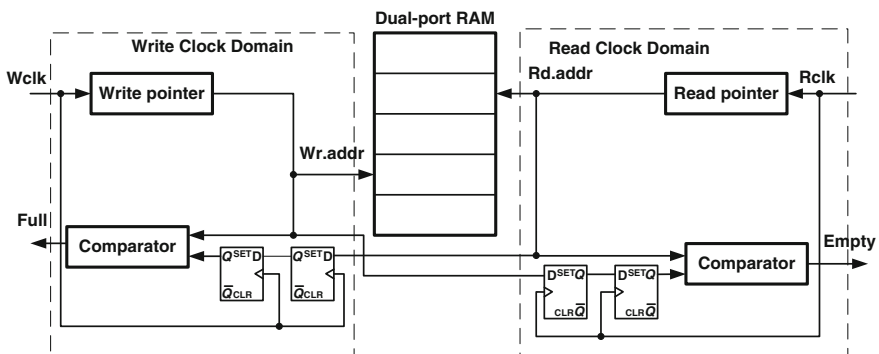 Dual-port RAM
Write Clock Domain
Read Clock Domain
Wclk
Write pointer
Rd.addr
Read pointer
Rclk
Wr.addr
Full
Comparator
Q SET D
Q̅ CLR
Q SET D
Q̅ CLR
D SET Q
CLR Q̅
D SET Q
CLR Q̅
Comparator
Empty